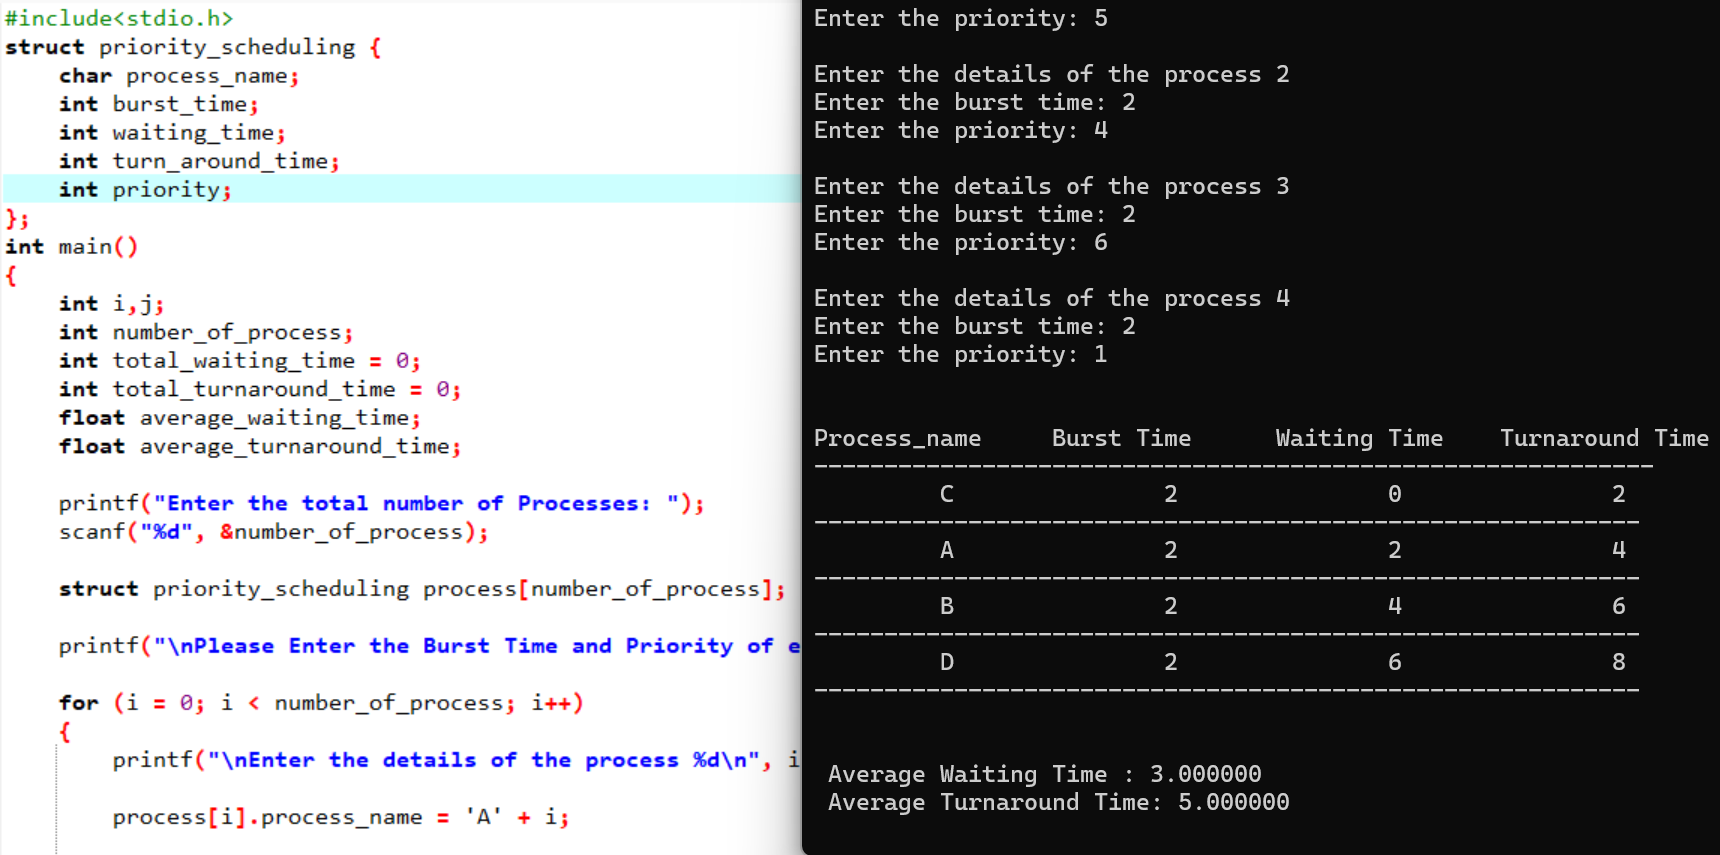 #include<stdio.h>
struct priority_scheduling {
    char process_name;
    int burst_time;
    int waiting_time;
    int turn_around_time;
    int priority;
};
int main()
{
    int i,j;
    int number_of_process;
    int total_waiting_time = 0;
    int total_turnaround_time = 0;
    float average_waiting_time;
    float average_turnaround_time;
    printf("Enter the total number of Processes: ");
    scanf("%d", &number_of_process);
    struct priority_scheduling process[number_of_process];
    printf("\nPlease Enter the Burst Time and Priority of e
    for (i = 0; i < number_of_process; i++)
    {
        printf("\nEnter the details of the process %d\n", i
        process[i].process_name = 'A' + i;
Enter the priority: 5
Enter the details of the process 2
Enter the burst time: 2
Enter the priority: 4
Enter the details of the process 3
Enter the burst time: 2
Enter the priority: 6
Enter the details of the process 4
Enter the burst time: 2
Enter the priority: 1
Process_name     Burst Time      Waiting Time    Turnaround Time
------------------------------------------------------------
         C               2               0               2
-----------------------------------------------------------
         A               2               2               4
-----------------------------------------------------------
         B               2               4               6
-----------------------------------------------------------
         D               2               6               8
-----------------------------------------------------------
 Average Waiting Time : 3.000000
 Average Turnaround Time: 5.000000